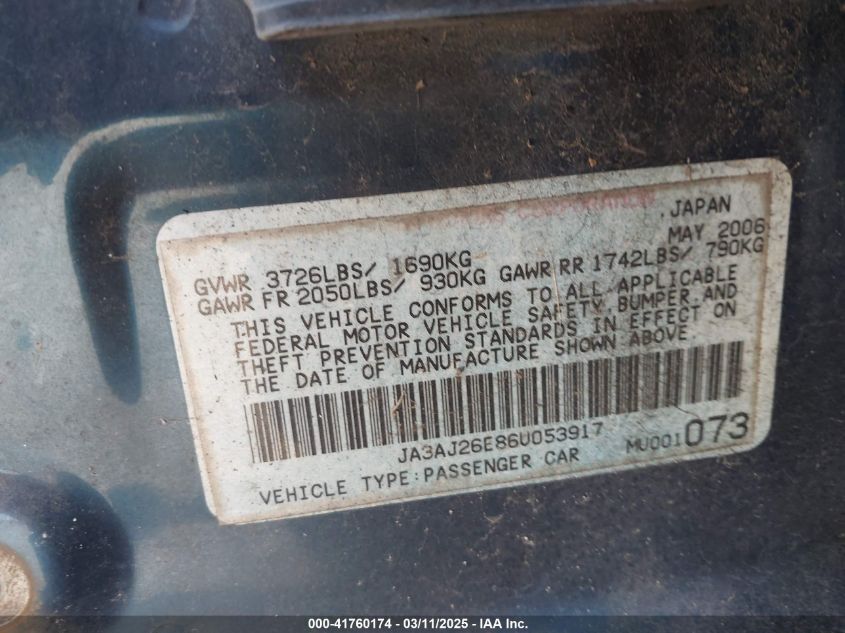 CORPORATION JAPAN
MAY 2006
GVWR 3726LBS/ 1690KG
GAWR FR 2050LBS/ 930KG GAWR RR 1742LBS/ 790KG
THIS VEHICLE CONFORMS TO ALL APPLICABLE
FEDERAL MOTOR VEHICLE SAFETY, BUMPER AND
THEFT PREVENTION STANDARDS IN EFFECT ON
THE DATE OF MANUFACTURE SHOWN ABOVE.
JA3AJ26E86U053917
MU001073
VEHICLE TYPE:PASSENGER CAR
000-41760174 - 03/11/2025 - IAA Inc.